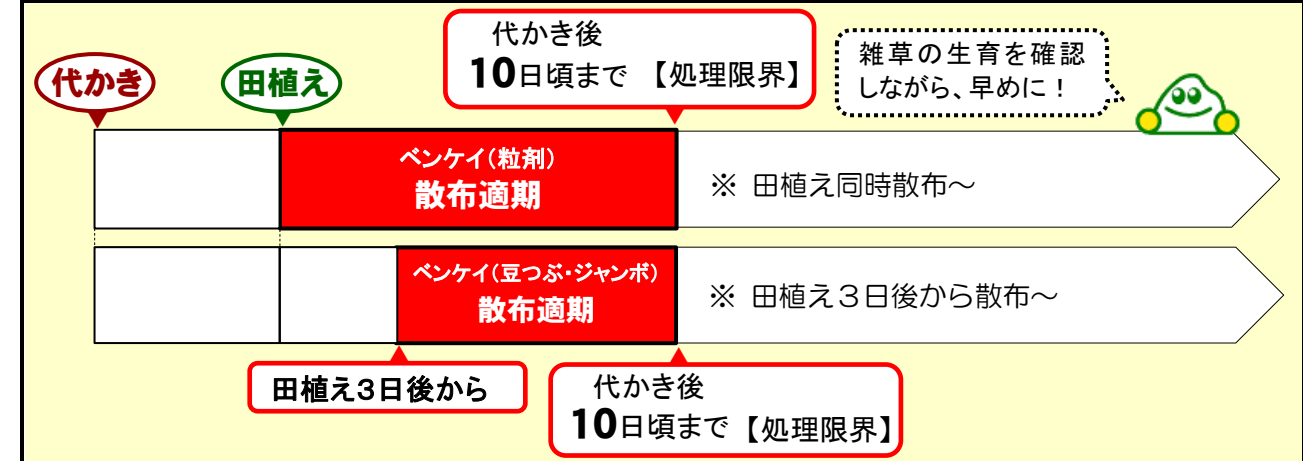 代かき
田植え
代かき後
10日頃まで 【処理限界】
雑草の生育を確認
しながら、早めに！
ベンケイ(粒剤)
散布適期
※ 田植え同時散布～
ベンケイ(豆つぶ・ジャンボ)
散布適期
※ 田植え３日後から散布～
田植え3日後から
代かき後
10日頃まで 【処理限界】